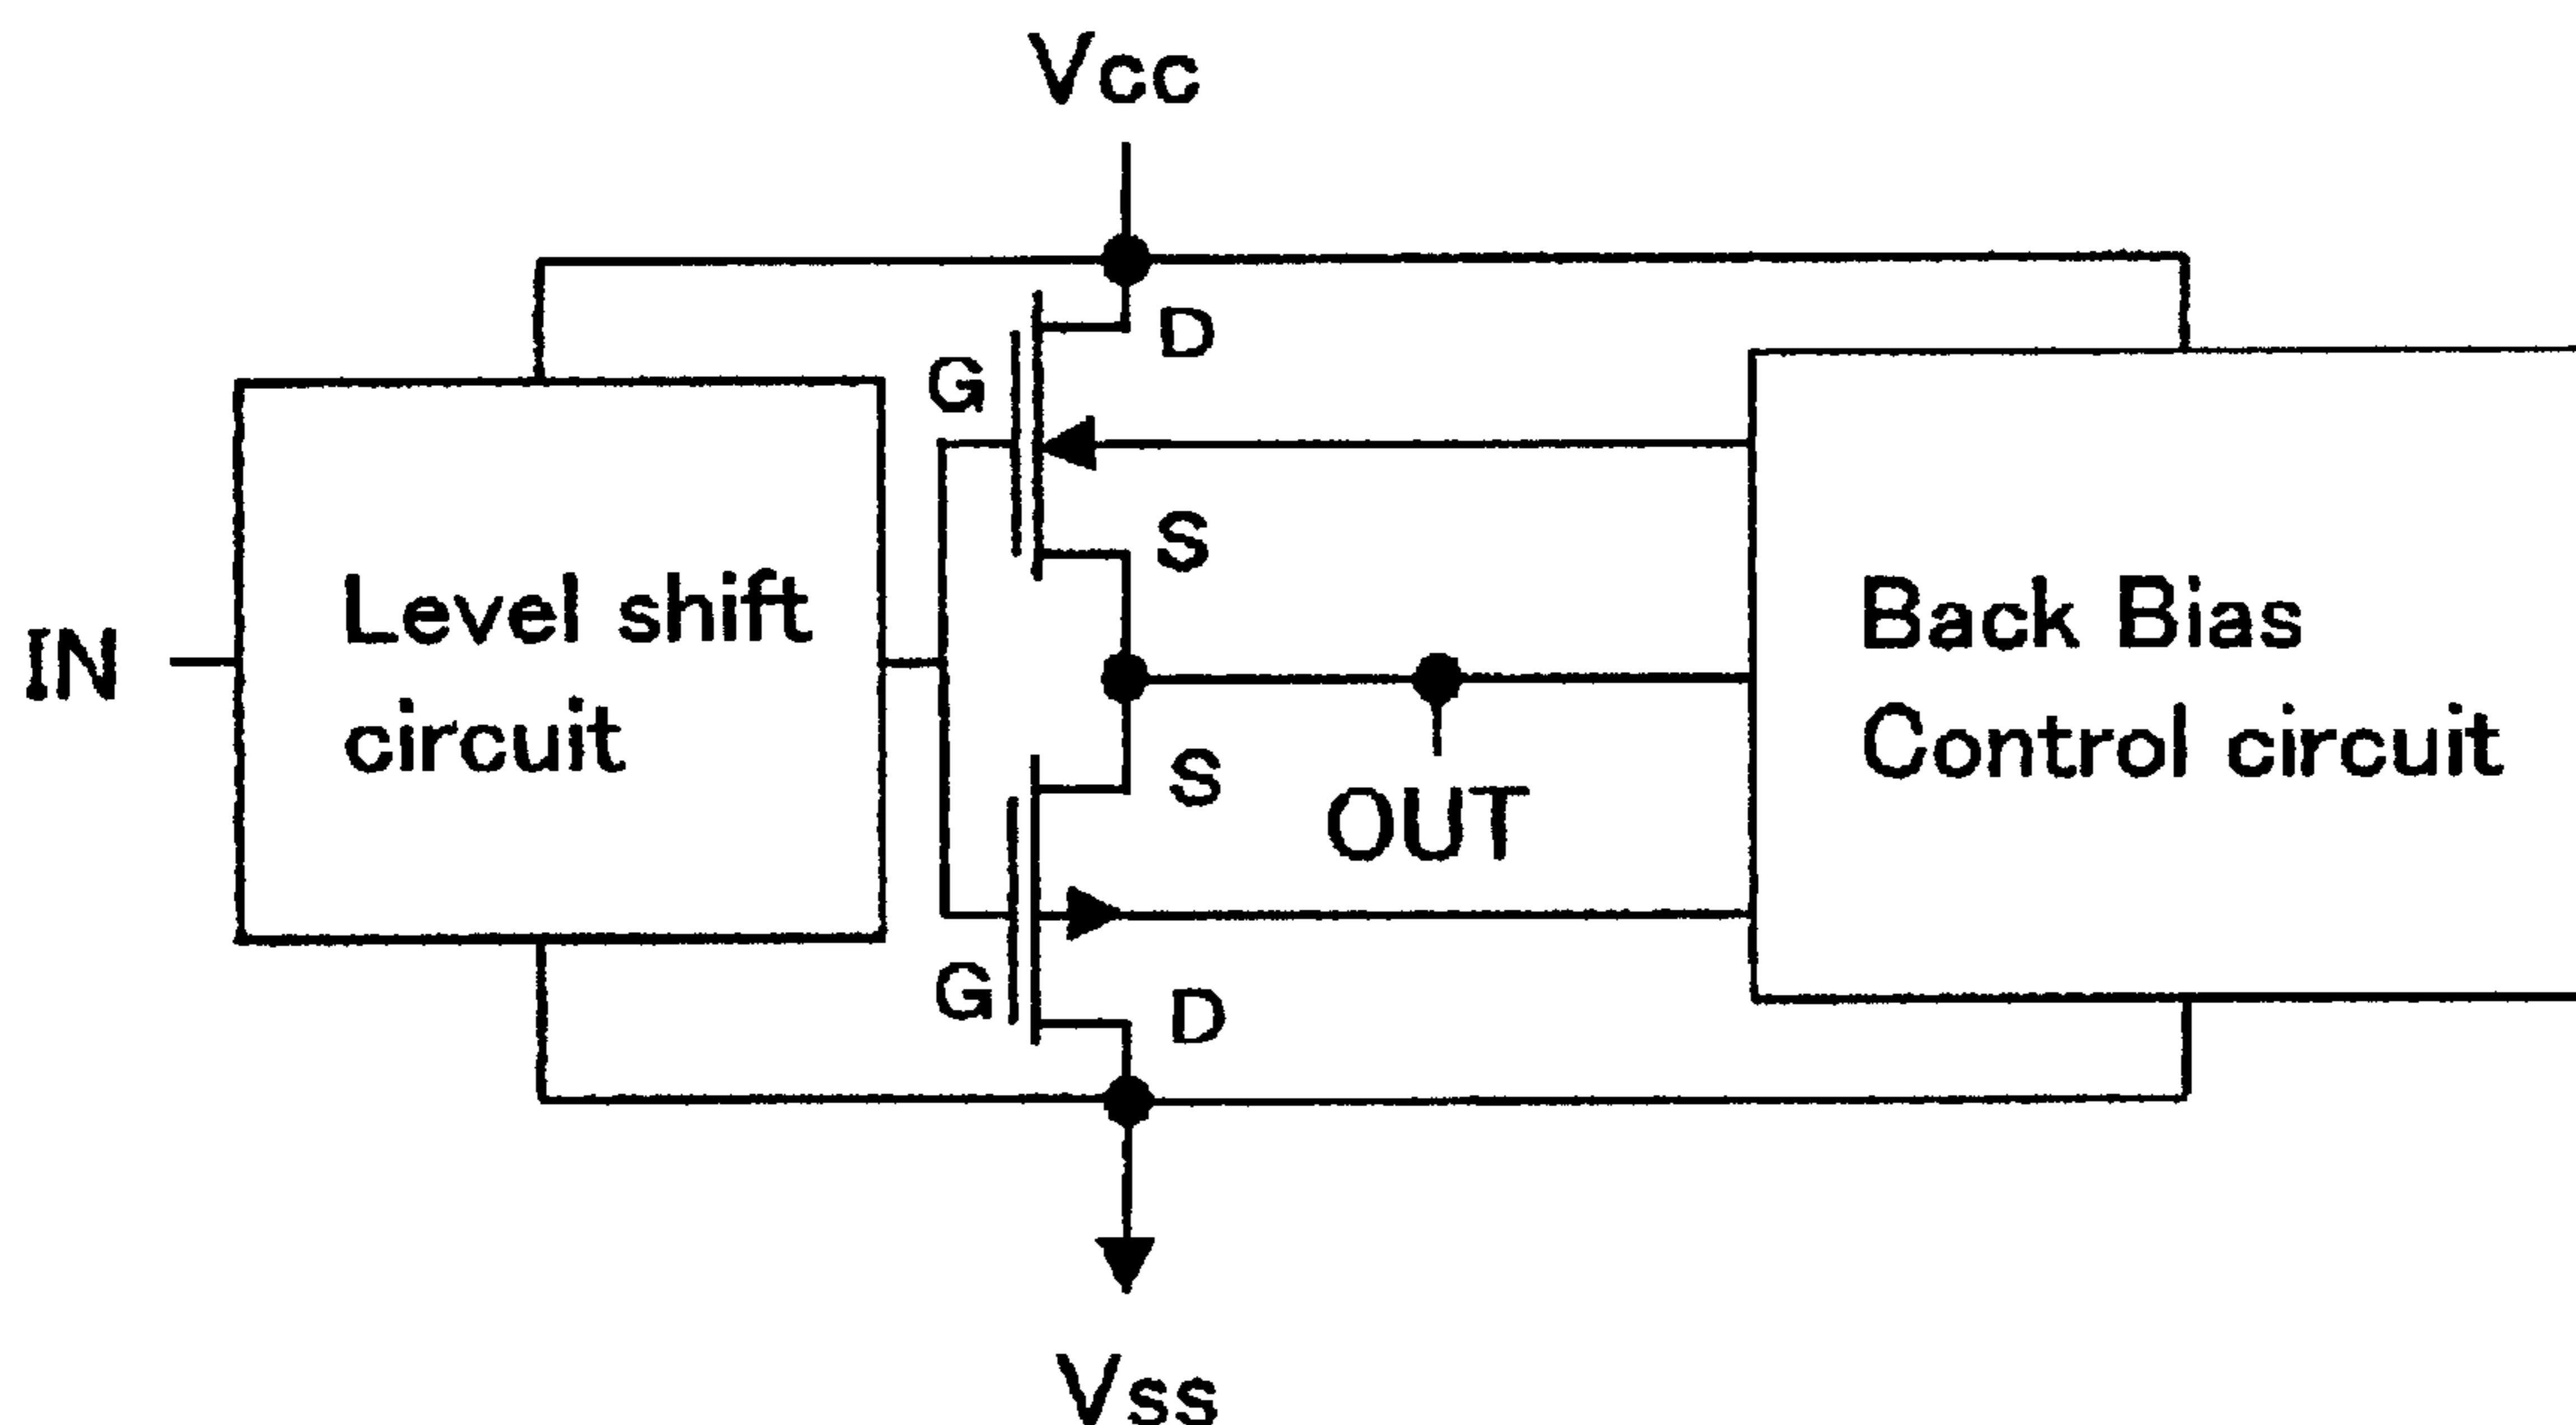 Vcc
D
G
S
Level shift
circuit
IN
Back Bias
Control circuit
S
OUT
G
D
Vss